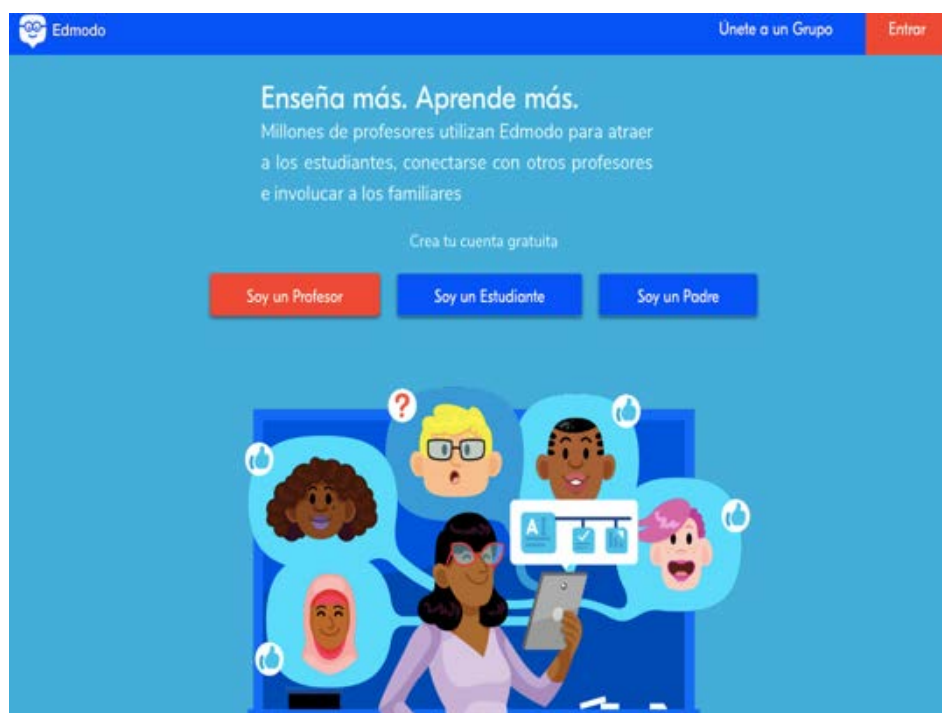 Edmodo
Únete a un Grupo
Entrar
Enseña más. Aprende más.
Millones de profesores utilizan Edmodo para atraer
a los estudiantes, conectarse con otros profesores
e involucar a los familiares
Crea tu cuenta gratuita
Soy un Profesor
Soy un Estudiante
Soy un Padre
?
A